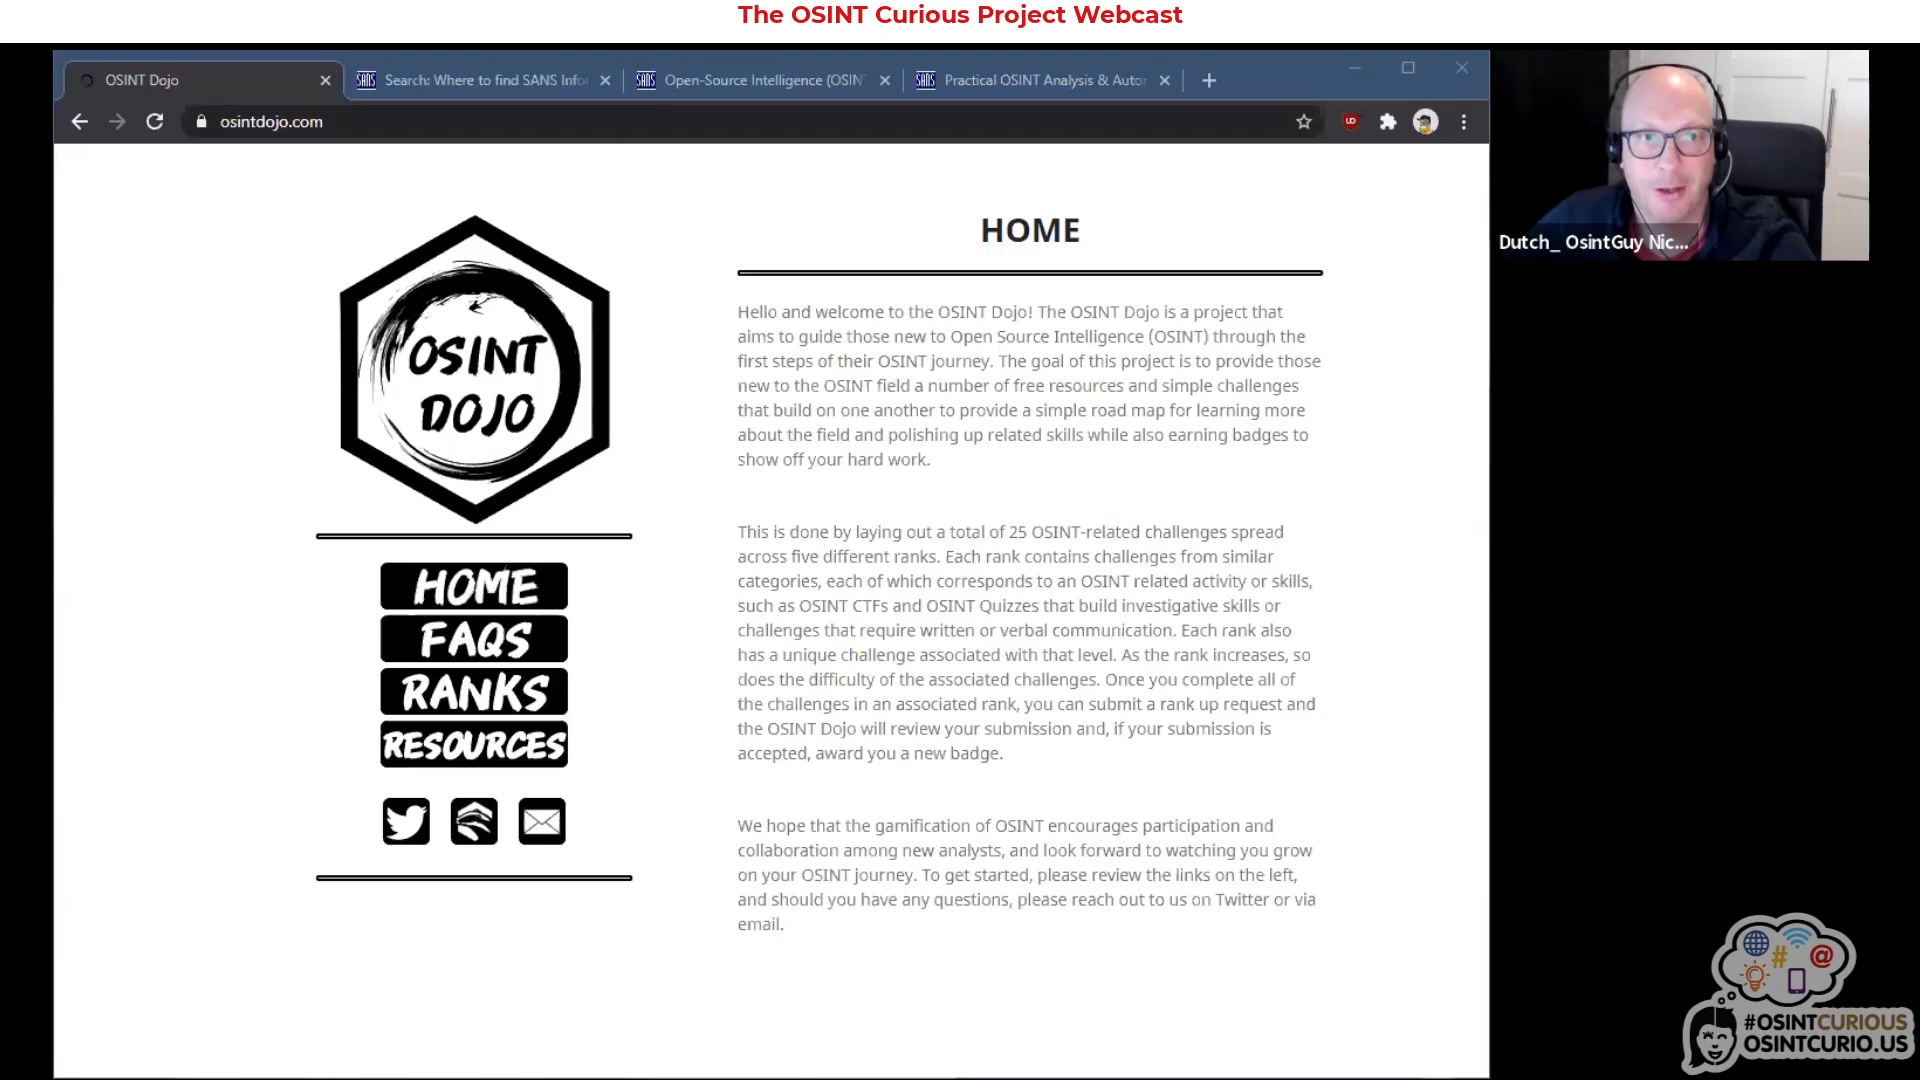 The OSINT Curious Project Webcast
OSINT Dojo
Search: Where to find SANS Info
Open-Source Intelligence (OSIN
Practical OSINT Analysis & Autor
osintdojo.com
Dutch_ OsintGuy Nic...
OSINT
DOJO
HOME
FAQS
RANKS
RESOURCES
HOME
Hello and welcome to the OSINT Dojo! The OSINT Dojo is a project that
aims to guide those new to Open Source Intelligence (OSINT) through the
first steps of their OSINT journey. The goal of this project is to provide those
new to the OSINT field a number of free resources and simple challenges
that build on one another to provide a simple road map for learning more
about the field and polishing up related skills while also earning badges to
show off your hard work.
This is done by laying out a total of 25 OSINT-related challenges spread
across five different ranks. Each rank contains challenges from similar
categories, each of which corresponds to an OSINT related activity or skills,
such as OSINT CTFs and OSINT Quizzes that build investigative skills or
challenges that require written or verbal communication. Each rank also
has a unique challenge associated with that level. As the rank increases, so
does the difficulty of the associated challenges. Once you complete all of
the challenges in an associated rank, you can submit a rank up request and
the OSINT Dojo will review your submission and, if your submission is
accepted, award you a new badge.
We hope that the gamification of OSINT encourages participation and
collaboration among new analysts, and look forward to watching you grow
on your OSINT journey. To get started, please review the links on the left,
and should you have any questions, please reach out to us on Twitter or via
email.
#OSINTCURIOUS
OSINTCURIO.US